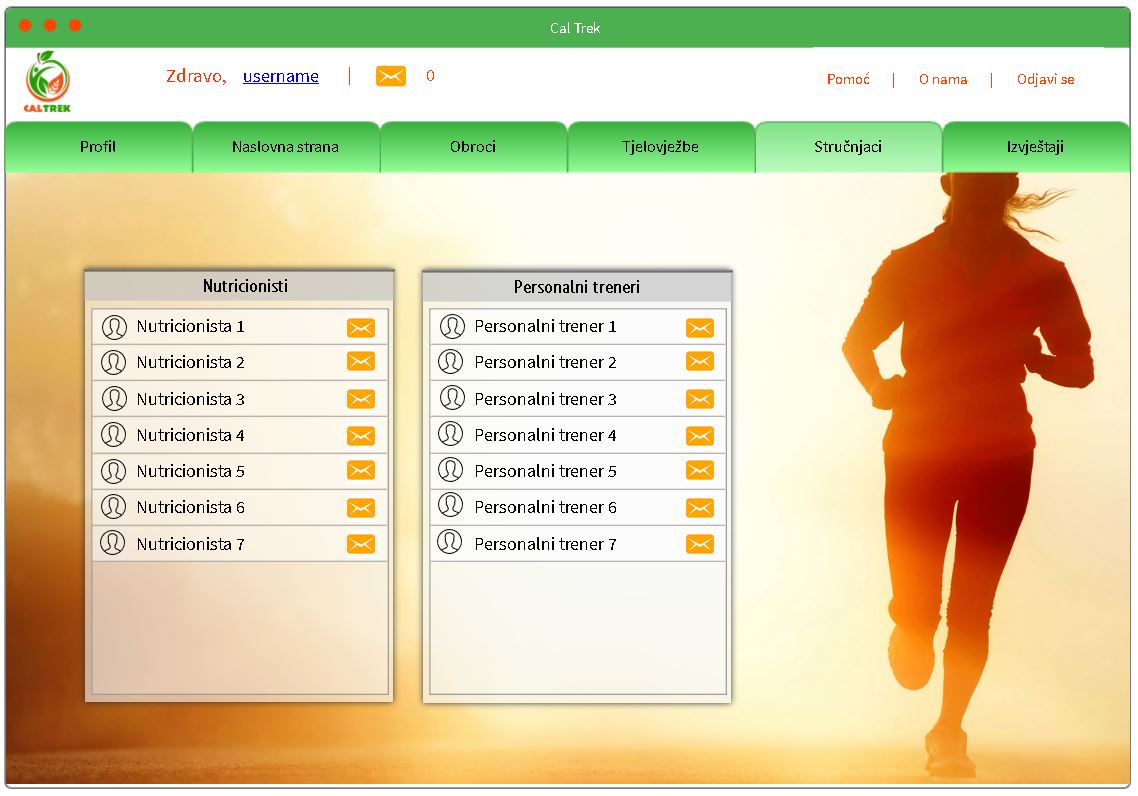 Cal Trek
CALTREK
Zdravo, username | 0
Pomoć | O nama | Odjavi se
Profil
Naslovna strana
Obroci
Tjelovježbe
Stručnjaci
Izvještaji
Nutricionisti
Nutricionista 1
Nutricionista 2
Nutricionista 3
Nutricionista 4
Nutricionista 5
Nutricionista 6
Nutricionista 7
Personalni treneri
Personalni trener 1
Personalni trener 2
Personalni trener 3
Personalni trener 4
Personalni trener 5
Personalni trener 6
Personalni trener 7